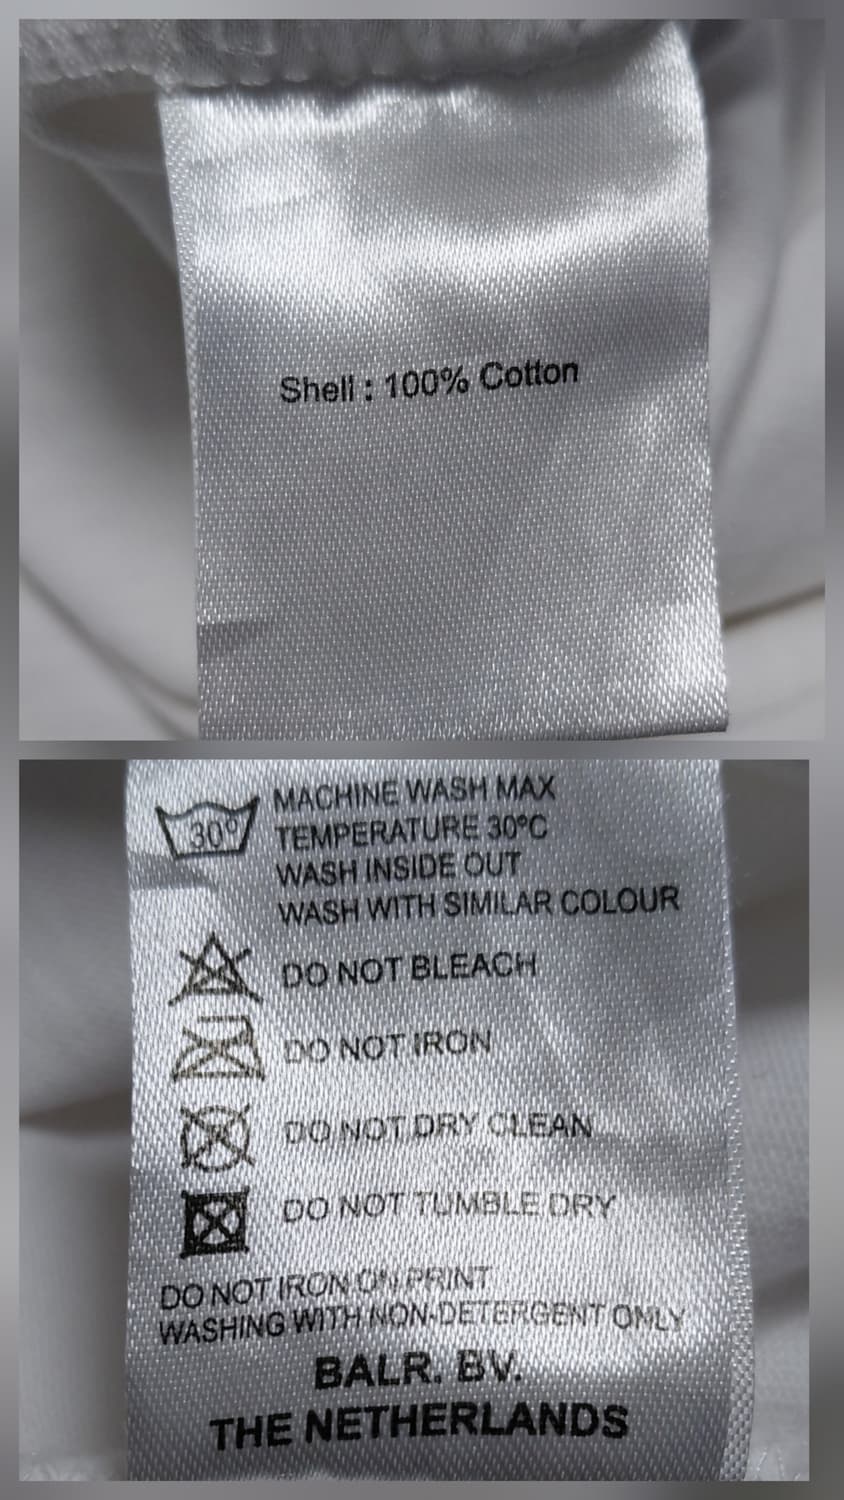 Shell : 100% Cotton
30°
MACHINE WASH MAX
TEMPERATURE 30°C
WASH INSIDE OUT
WASH WITH SIMILAR COLOUR
DO NOT BLEACH
DO NOT IRON
DO NOT DRY CLEAN
DO NOT TUMBLE DRY
DO NOT IRON ON PRINT
WASHING WITH NON-DETERGENT ONLY
BALR. BV.
THE NETHERLANDS